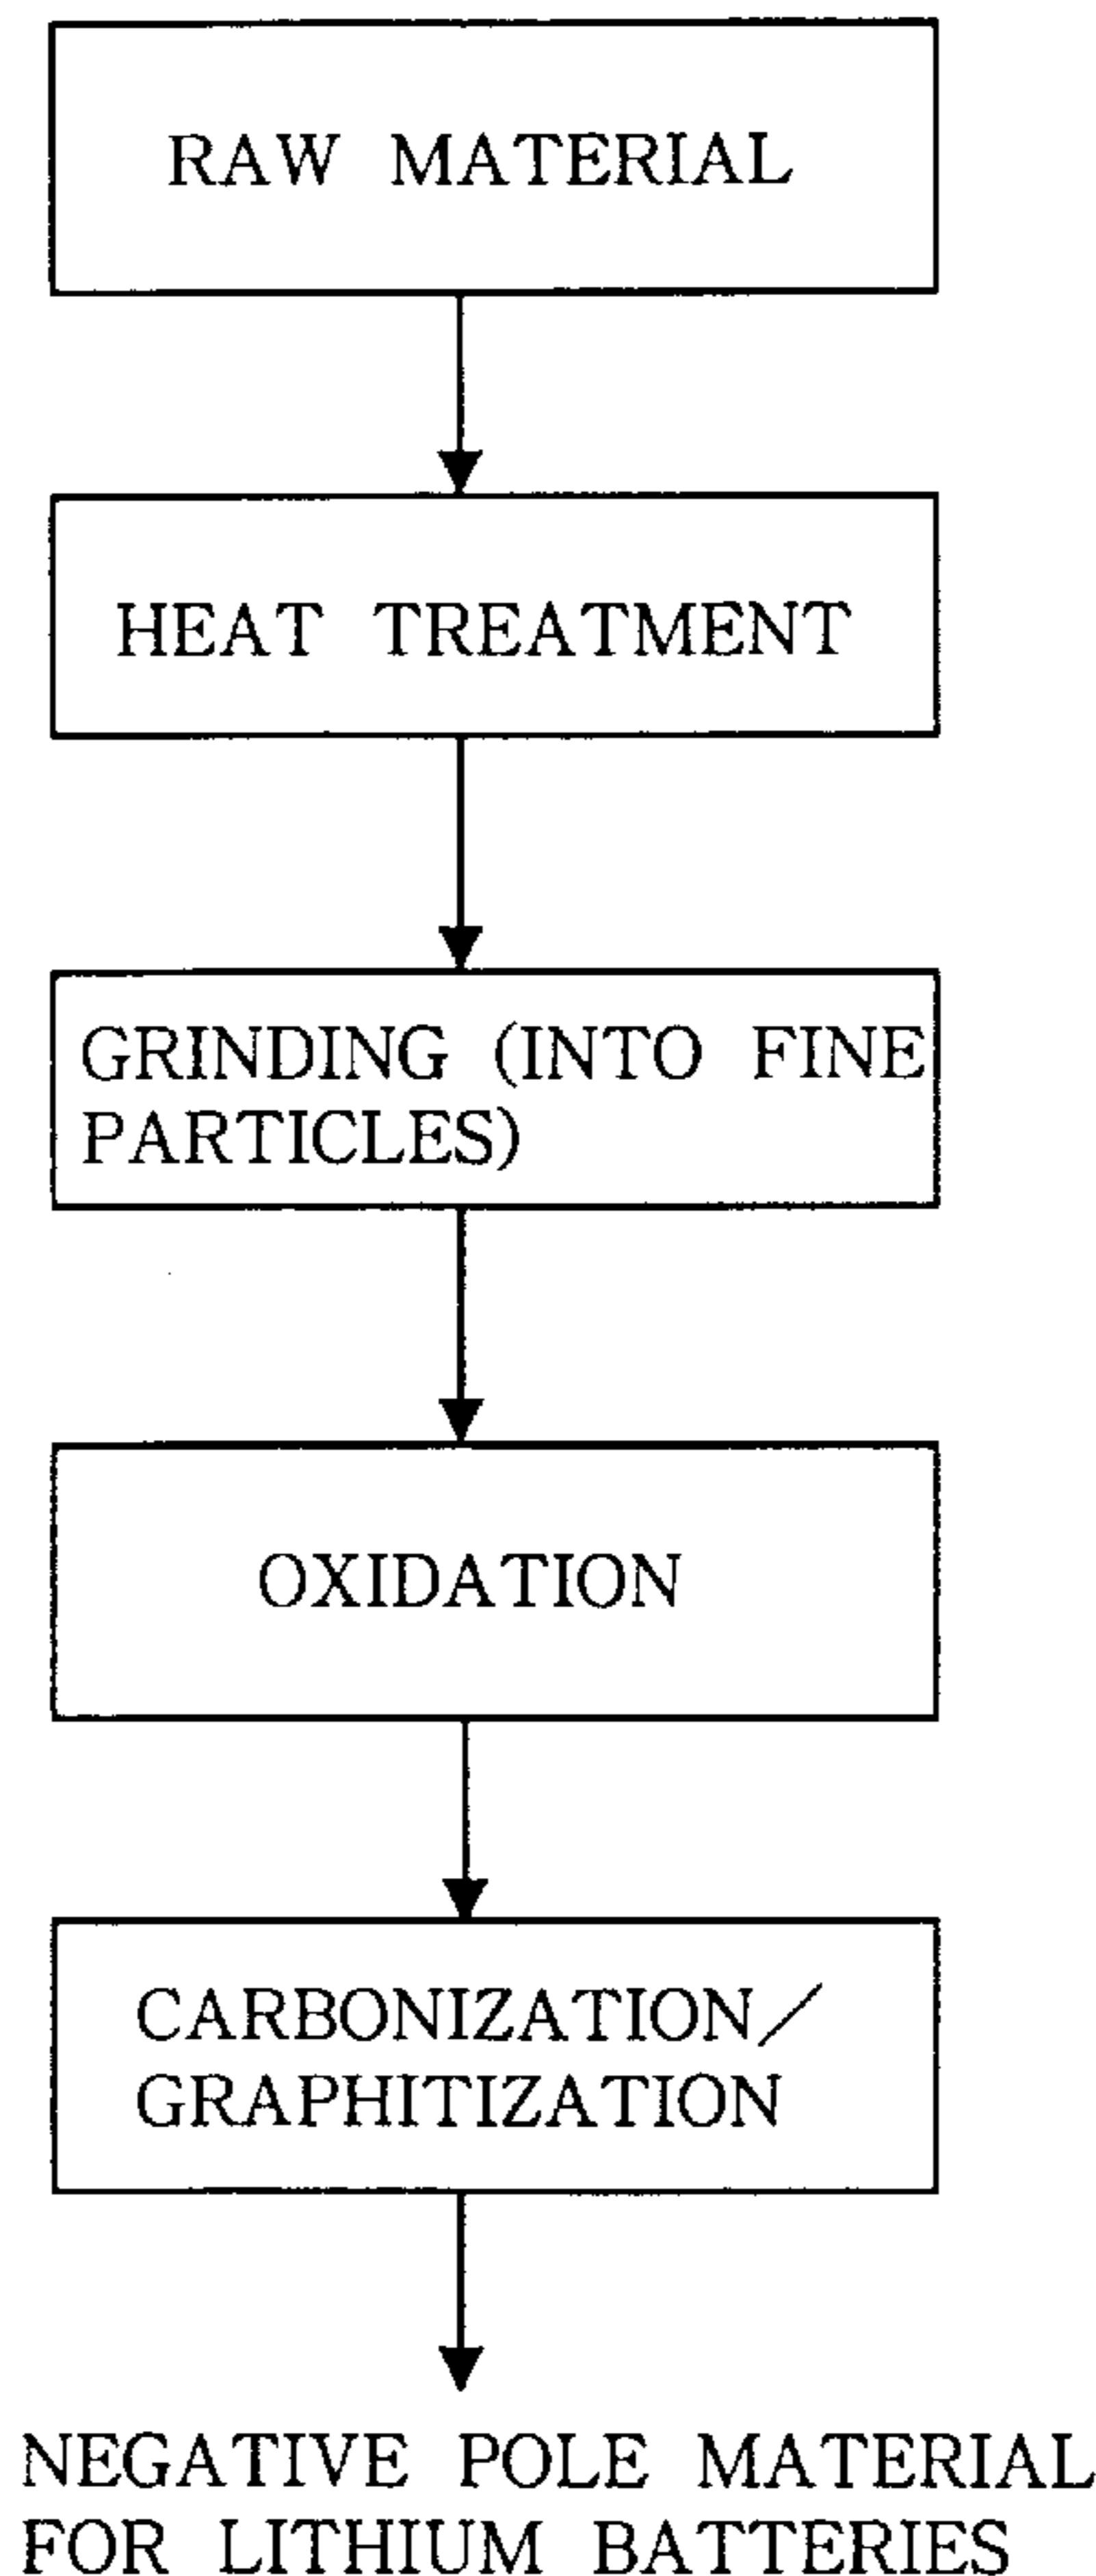 RAW MATERIAL
HEAT TREATMENT
GRINDING (INTO FINE
PARTICLES)
OXIDATION
CARBONIZATION/
GRAPHITIZATION
NEGATIVE POLE MATERIAL
FOR LITHIUM BATTERIES